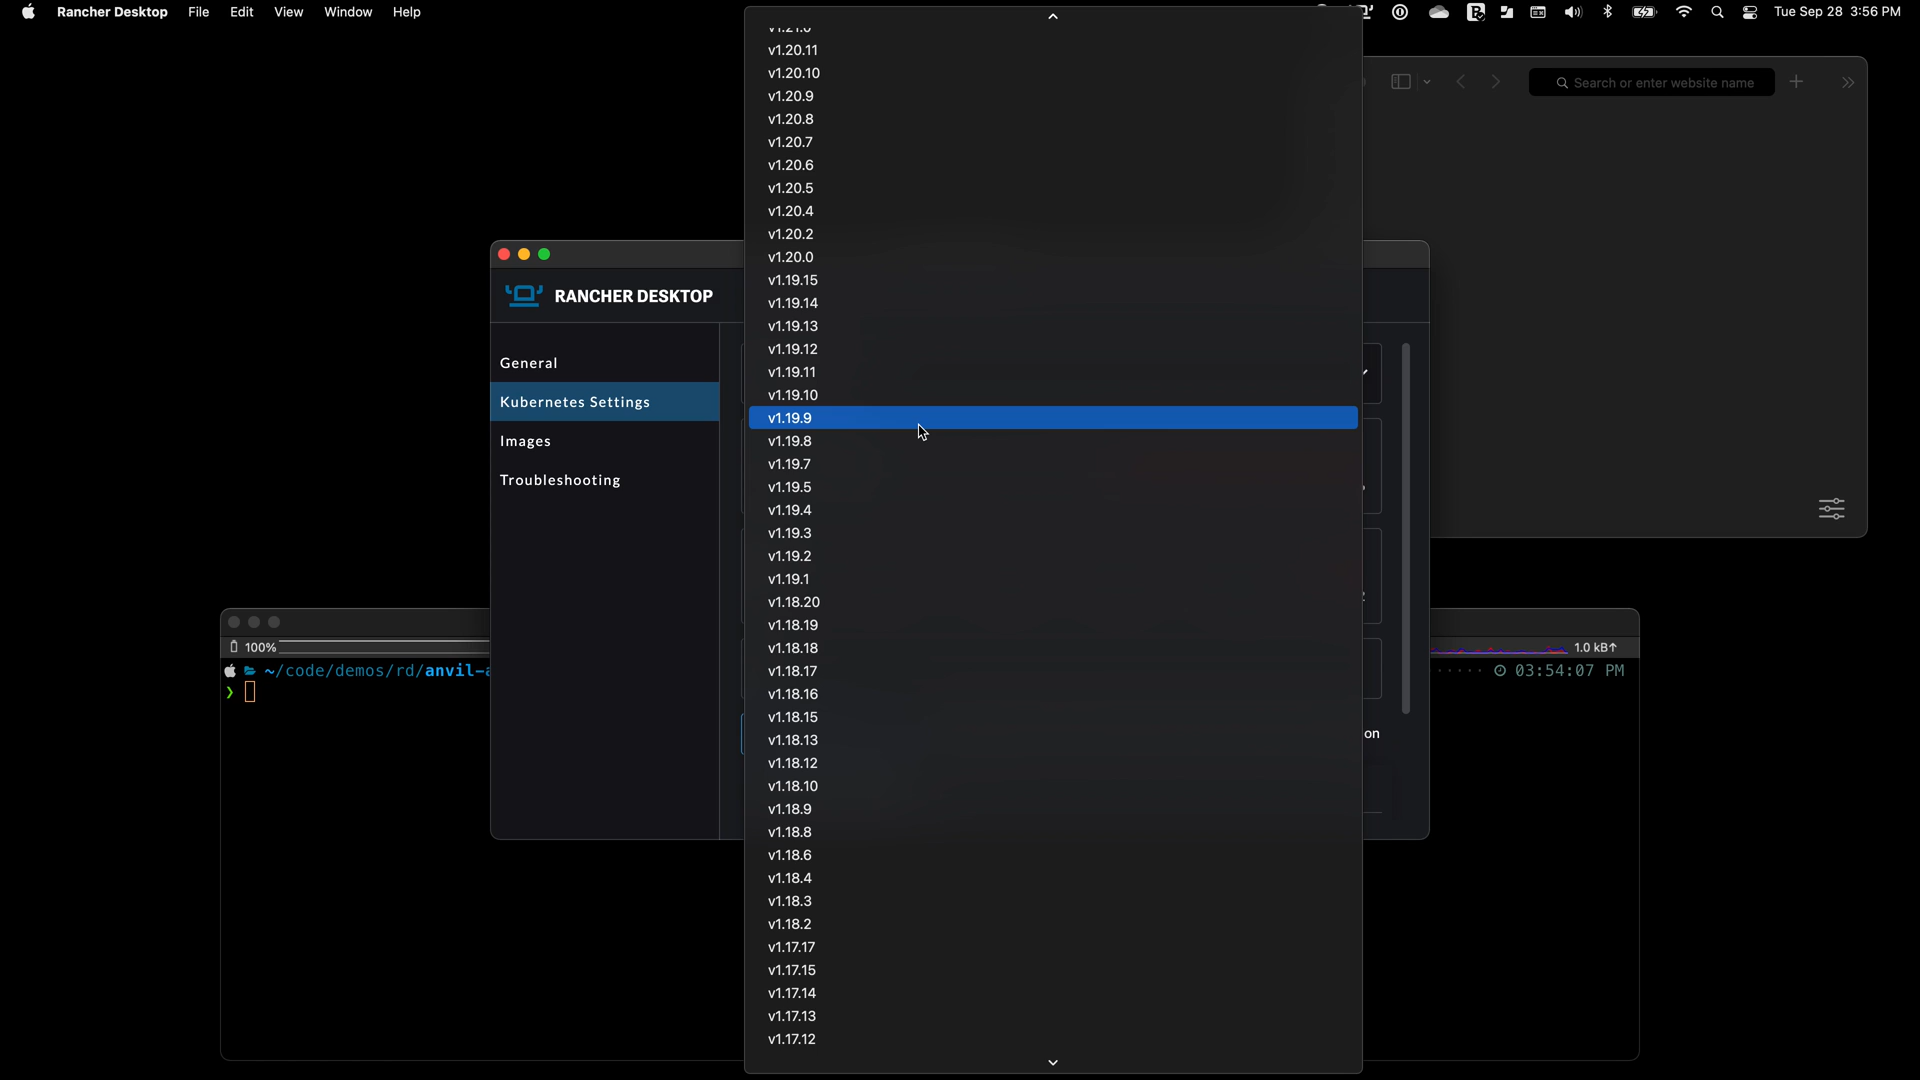 Rancher Desktop File Edit View Window Help
Tue Sep 28 3:56 PM
v1.20.11
v1.20.10
v1.20.9
v1.20.8
v1.20.7
v1.20.6
v1.20.5
v1.20.4
v1.20.2
v1.20.0
v1.19.15
v1.19.14
v1.19.13
v1.19.12
v1.19.11
v1.19.10
v1.19.9
v1.19.8
v1.19.7
v1.19.5
v1.19.4
v1.19.3
v1.19.2
v1.19.1
v1.18.20
v1.18.19
v1.18.18
v1.18.17
v1.18.16
v1.18.15
v1.18.13
v1.18.12
v1.18.10
v1.18.9
v1.18.8
v1.18.6
v1.18.4
v1.18.3
v1.18.2
v1.17.17
v1.17.15
v1.17.14
v1.17.13
v1.17.12
Search or enter website name
RANCHER DESKTOP
General
Kubernetes Settings
Images
Troubleshooting
on
100%
1.0 kB↑
~/code/demos/rd/anvil-a
03:54:07 PM
❯